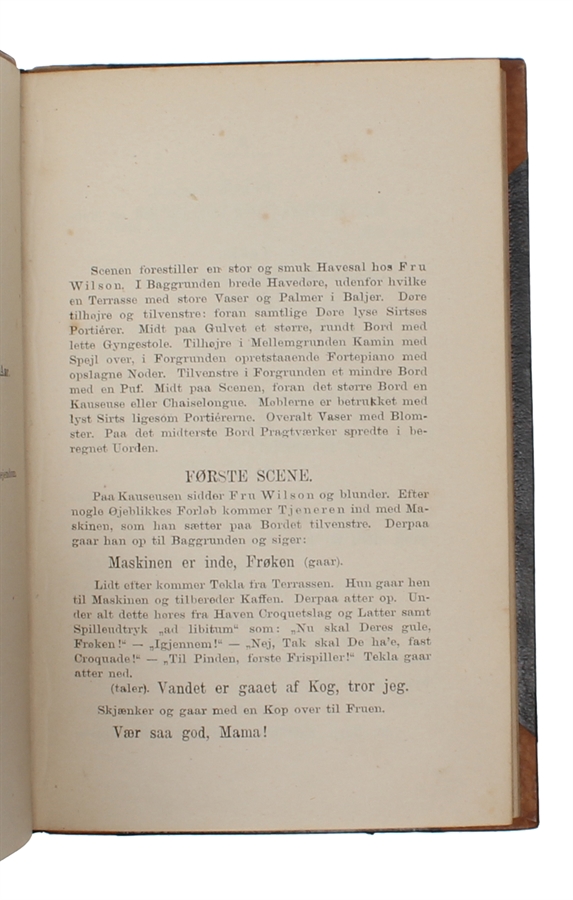 Scenen forestiller en stor og smuk Havesal hos Fru
Wilson. I Baggrunden brede Havedøre, udenfor hvilke
en Terrasse med store Vaser og Palmer i Baljer. Døre
tilhøjre og tilvenstre: foran samtlige Døre lyse Sirtses
Portiérer. Midt paa Gulvet et større, rundt Bord med
lette Gyngestole. Tilhøjre i Mellemgrunden Kamin med
Spejl over, i Forgrunden opretstaaende Fortepiano med
opslagne Noder. Tilvenstre i Forgrunden et mindre Bord
med en Puf. Midt paa Scenen, foran det større Bord en
Kauseuse eller Chaiselongue. Møblerne er betrukket med
lyst Sirts ligesom Portiérerne. Overalt Vaser med Blom-
ster. Paa det midterste Bord Pragtværker spredte i be-
regnet Uorden.
FØRSTE SCENE.
Paa Kauseusen sidder Fru Wilson og blunder. Efter
nogle Øjeblikkes Forløb kommer Tjeneren ind med Ma-
skinen, som han sætter paa Bordet tilvenstre. Derpaa
gaar han op til Baggrunden og siger:
Maskinen er inde, Frøken (gaar).
Lidt efter kommer Tekla fra Terrassen. Hun gaar hen
til Maskinen og tilbereder Kaffen. Derpaa atter op. Un-
der alt dette høres fra Haven Croquetslag og Latter samt
Spilleudtryk „ad libitum“ som: „Nu skal Deres gule,
Frøken!“ — „Igjennem!“ — „Nej, Tak skal De ha'e, fast
Croquade!“ — „Til Pinden, første Frispiller!“ Tekla gaar
atter ned.
(taler). Vandet er gaaet af Kog, tror jeg.
Skjænker og gaar med en Kop over til Fruen.
Vær saa god, Mama!